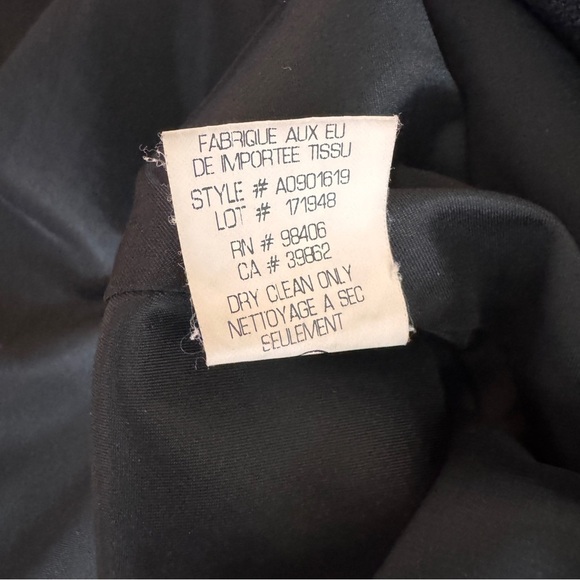 FABRIQUE AUX EU
DE IMPORTEE TISSU
STYLE # A0901619
LOT # 171948
RN # 98406
CA # 39862
DRY CLEAN ONLY
NETTOYAGE A SEC
SEULEMENT